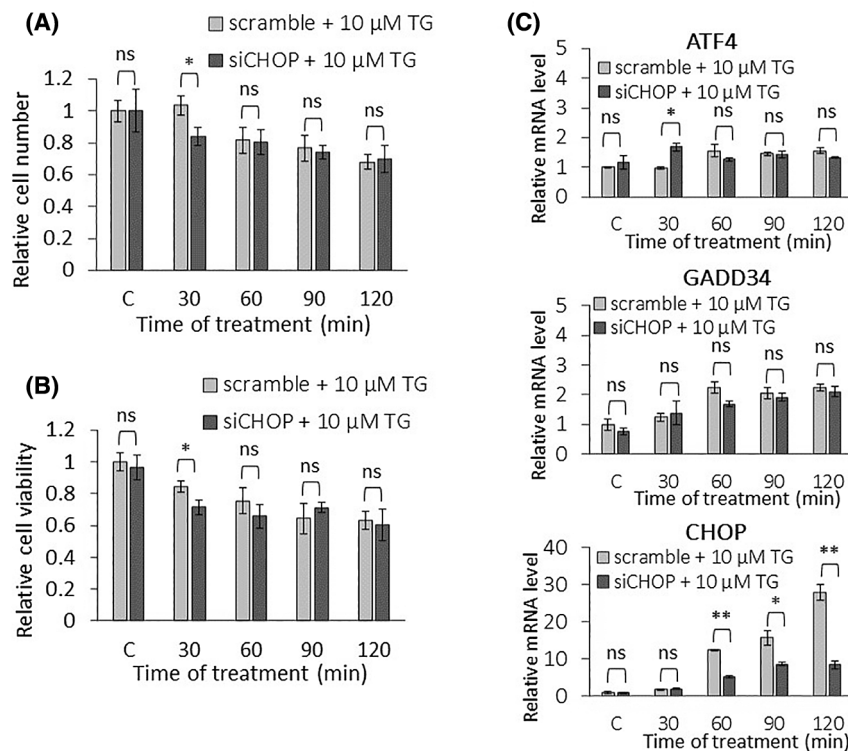 (A)
scramble + 10 µM TG
siCHOP + 10 µM TG
Relative cell number
1.2
1
0.8
0.6
0.4
0.2
0
ns
*
ns
ns
ns
C 30 60 90 120
Time of treatment (min)
(B)
scramble + 10 µM TG
siCHOP + 10 µM TG
Relative cell viability
1.2
1
0.8
0.6
0.4
0.2
0
ns
*
ns
ns
ns
C 30 60 90 120
Time of treatment (min)
(C)
ATF4
scramble + 10 µM TG
siCHOP + 10 µM TG
Relative mRNA level
5
4
3
2
1
0
ns
*
ns
ns
ns
C 30 60 90 120
Time of treatment (min)
GADD34
scramble + 10 µM TG
siCHOP + 10 µM TG
Relative mRNA level
5
4
3
2
1
0
ns
ns
ns
ns
ns
C 30 60 90 120
Time of treatment (min)
CHOP
scramble + 10 µM TG
siCHOP + 10 µM TG
Relative mRNA level
40
30
20
10
0
ns
ns
**
*
**
C 30 60 90 120
Time of treatment (min)